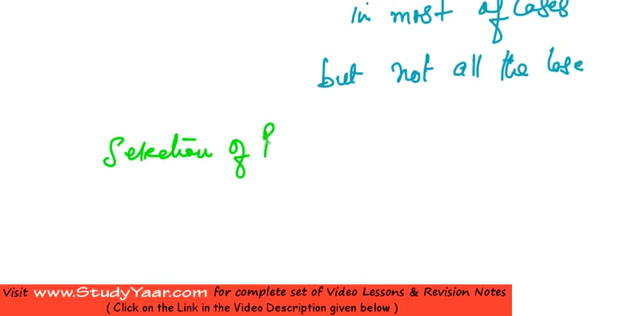 in most of Cases
but not all the Case
Selection of P
Visit www.StudyYaar.com for complete set of Video Lessons & Revision Notes
( Click on the Link in the Video Description given below )